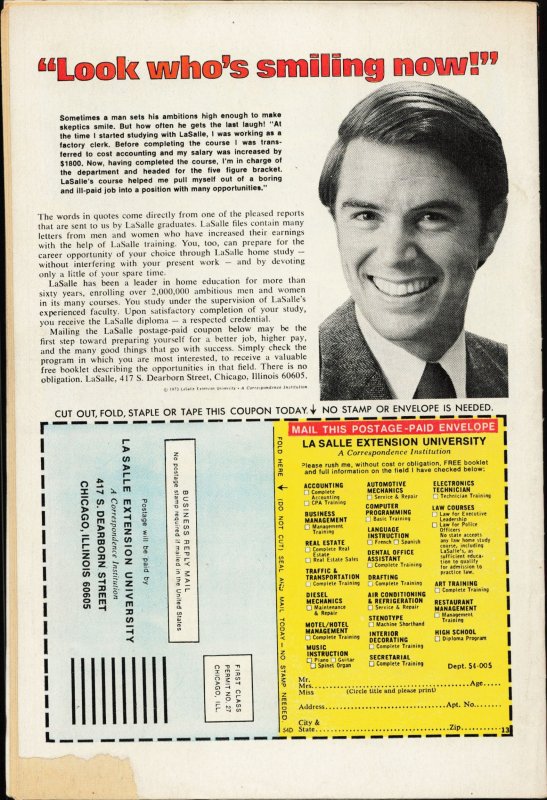 “Look who's smiling now!”
Sometimes a man sets his ambitions high enough to make
skeptics smile. But how often he gets the last laugh! “At
the time I started studying with LaSalle, I was working as a
factory clerk. Before completing the course I was trans-
ferred to cost accounting and my salary was increased by
$1800. Now, having completed the course, I'm in charge of
the department and headed for the five figure bracket.
LaSalle's course helped me pull myself out of a boring
and ill-paid job into a position with many opportunities.”
The words in quotes come directly from one of the pleased reports
that are sent to us by LaSalle graduates. LaSalle files contain many
letters from men and women who have increased their earnings
with the help of LaSalle training. You, too, can prepare for the
career opportunity of your choice through LaSalle home study —
without interfering with your present work — and by devoting
only a little of your spare time.
LaSalle has been a leader in home education for more than
sixty years, enrolling over 2,000,000 ambitious men and women
in its many courses. You study under the supervision of LaSalle's
experienced faculty. Upon satisfactory completion of your study,
you receive the LaSalle diploma — a respected credential.
Mailing the LaSalle postage-paid coupon below may be the
first step toward preparing yourself for a better job, higher pay,
and the many good things that go with success. Simply check the
program in which you are most interested, to receive a valuable
free booklet describing the opportunities in that field. There is no
obligation. LaSalle, 417 S. Dearborn Street, Chicago, Illinois 60605.
LaSalle Extension University • A Correspondence Institution
CUT OUT, FOLD, STAPLE OR TAPE THIS COUPON TODAY. NO STAMP OR ENVELOPE IS NEEDED.
BUSINESS REPLY MAIL
No postage stamp required if mailed in the United States
Postage will be paid by
LA SALLE EXTENSION UNIVERSITY
A Correspondence Institution
417 S. DEARBORN STREET
CHICAGO, ILLINOIS 60605
FIRST CLASS
PERMIT NO. 27
CHICAGO, ILL.
FOLD HERE (DO NOT CUT) SEAL AND MAIL TODAY — NO STAMP NEEDED.
MAIL THIS POSTAGE-PAID ENVELOPE
LA SALLE EXTENSION UNIVERSITY
A Correspondence Institution
Please rush me, without cost or obligation, FREE booklet
and full information on the field I have checked below:
ACCOUNTING
Complete
Accounting
CPA Training
BUSINESS
MANAGEMENT
Management
Training
REAL ESTATE
Complete Real
Estate
Real Estate Sales
TRAFFIC &
TRANSPORTATION
Complete Training
DIESEL
MECHANICS
Maintenance
& Repair
MOTEL/HOTEL
MANAGEMENT
Complete Training
MUSIC
INSTRUCTION
Piano Guitar
Spinet Organ
AUTOMOTIVE
MECHANICS
Service & Repair
COMPUTER
PROGRAMMING
Basic Training
LANGUAGE
INSTRUCTION
French Spanish
DENTAL OFFICE
ASSISTANT
Complete Training
DRAFTING
Complete Training
AIR CONDITIONING
& REFRIGERATION
Service & Repair
STENOTYPE
Machine Shorthand
INTERIOR
DECORATING
Complete Training
SECRETARIAL
Complete Training
ELECTRONICS
TECHNICIAN
Technician Training
LAW COURSES
Law for Executive
Leadership
Law for Police
Officers
No state accepts
any law home study
course, including
LaSalle's, as
sufficient educa-
tion to qualify
for admission to
practice law.
ART TRAINING
Complete Training
RESTAURANT
MANAGEMENT
Management
Training
HIGH SCHOOL
Diploma Program
Dept. 54-005
Mr.
Mrs. Age
Miss (Circle title and please print)
Address Apt. No.
City &
State Zip
54D
13